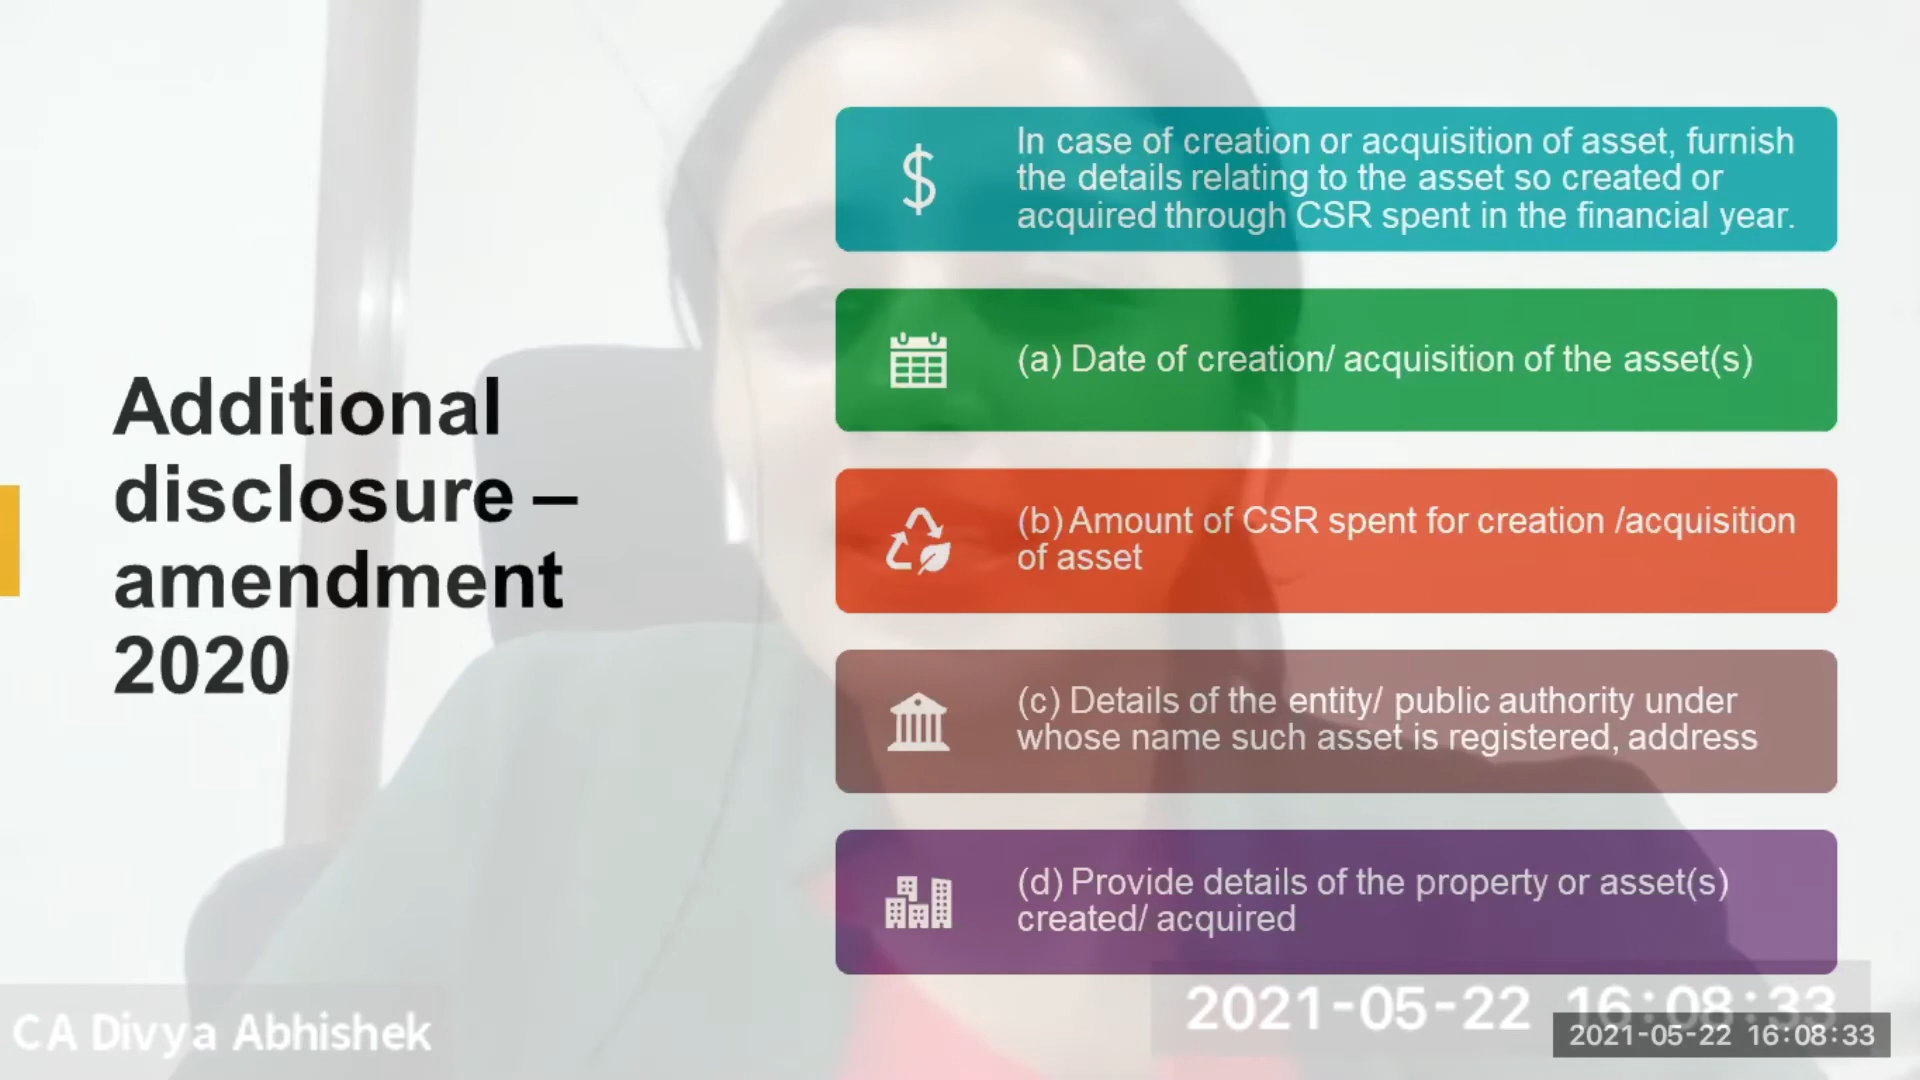 Additional
disclosure –
amendment
2020
$
In case of creation or acquisition of asset, furnish
the details relating to the asset so created or
acquired through CSR spent in the financial year.
(a) Date of creation/ acquisition of the asset(s)
(b) Amount of CSR spent for creation /acquisition
of asset
(c) Details of the entity/ public authority under
whose name such asset is registered, address
(d) Provide details of the property or asset(s)
created/ acquired
CA Divya Abhishek
2021-05-22 16:08:33
2021-05-22 16:08:33